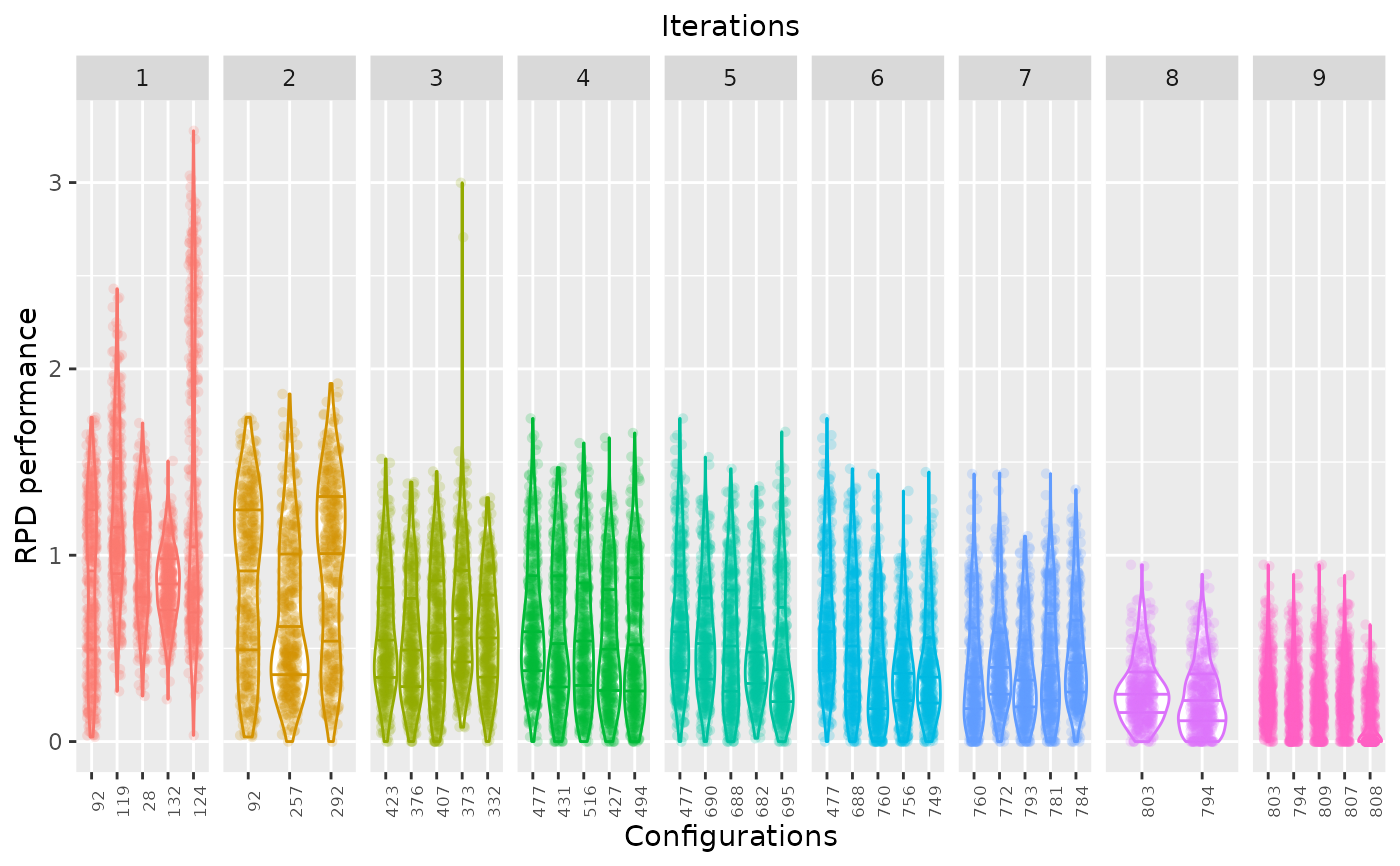 Iterations
1 2 3 4 5 6 7 8 9
RPD performance
3
2
1
0
92 119 28 132 124 92 257 292 423 376 407 373 332 477 431 516 427 494 477 690 688 682 695 477 688 760 756 749 760 772 793 781 784 803 794 803 794 809 807 808
Configurations